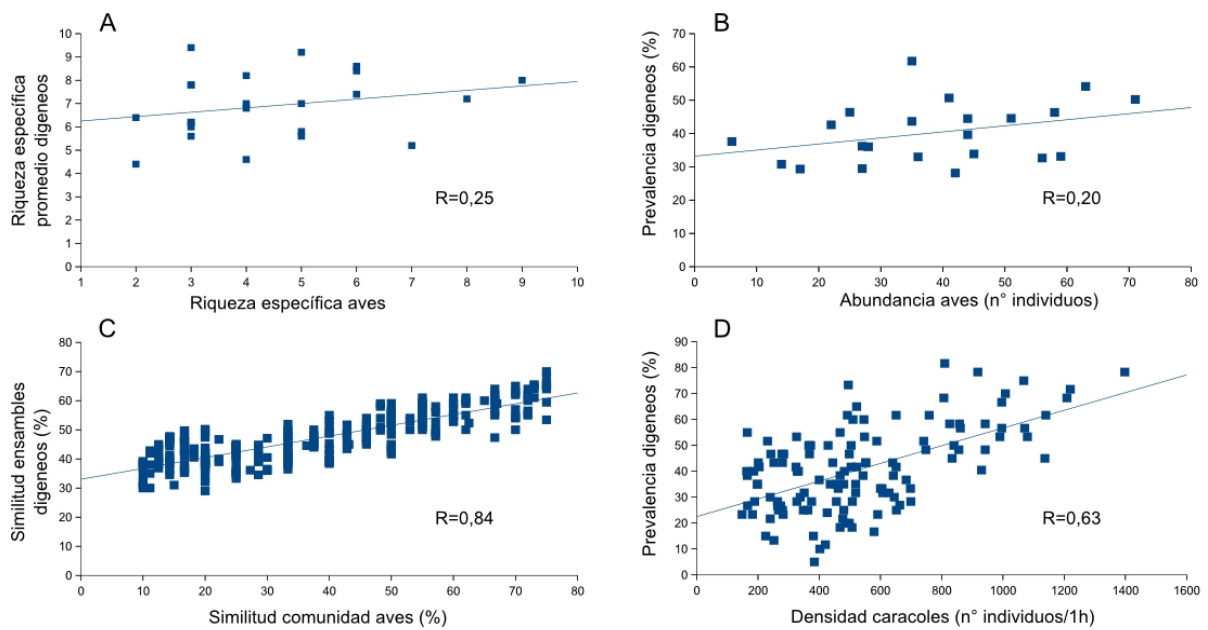 A
Riqueza específica
promedio digeneos
10
9
8
7
6
5
4
3
2
1
0
1 2 3 4 5 6 7 8 9 10
R=0,25
Riqueza específica aves
B
Prevalencia digeneos (%)
70
60
50
40
30
20
10
0
0 10 20 30 40 50 60 70 80
R=0,20
Abundancia aves (n° individuos)
C
Similitud ensambles
digeneos (%)
80
70
60
50
40
30
20
10
0
10 20 30 40 50 60 70 80
R=0,84
Similitud comunidad aves (%)
D
Prevalencia digeneos (%)
90
80
70
60
50
40
30
20
10
0
0 200 400 600 800 1000 1200 1400 1600
R=0,63
Densidad caracoles (n° individuos/1h)